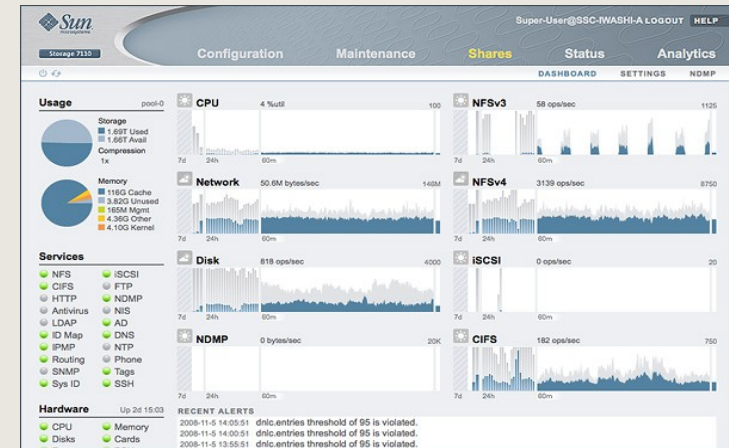 Sun
microsystems
Super-User@SSC-IWASHI-A LOGOUT HELP
Storage 7110
Configuration Maintenance Shares Status Analytics
DASHBOARD SETTINGS NDMP
Usage pool-0
Storage
1.69T Used
1.66T Avail
Compression
1x
Memory
116G Cache
3.82G Unused
165M Mgmt
4.36G Other
4.10G Kernel
Services
NFS iSCSI
CIFS FTP
HTTP NDMP
Antivirus NIS
LDAP AD
ID Map DNS
IPMP NTP
Routing Phone
SNMP Tags
Sys ID SSH
Hardware Up 2d 15:03
CPU Memory
Disks Cards
CPU 4 %util 100
7d 24h 60m
NFSv3 58 ops/sec 1125
7d 24h 60m
Network 50.6M bytes/sec 146M
7d 24h 60m
NFSv4 3139 ops/sec 8750
7d 24h 60m
Disk 818 ops/sec 4000
7d 24h 60m
iSCSI 0 ops/sec 20
7d 24h 60m
NDMP 0 bytes/sec 20K
7d 24h 60m
CIFS 182 ops/sec 750
7d 24h 60m
RECENT ALERTS
2008-11-5 14:05:51 dnlc.entries threshold of 95 is violated.
2008-11-5 14:00:51 dnlc.entries threshold of 95 is violated.
2008-11-5 13:55:51 dnlc.entries threshold of 95 is violated.